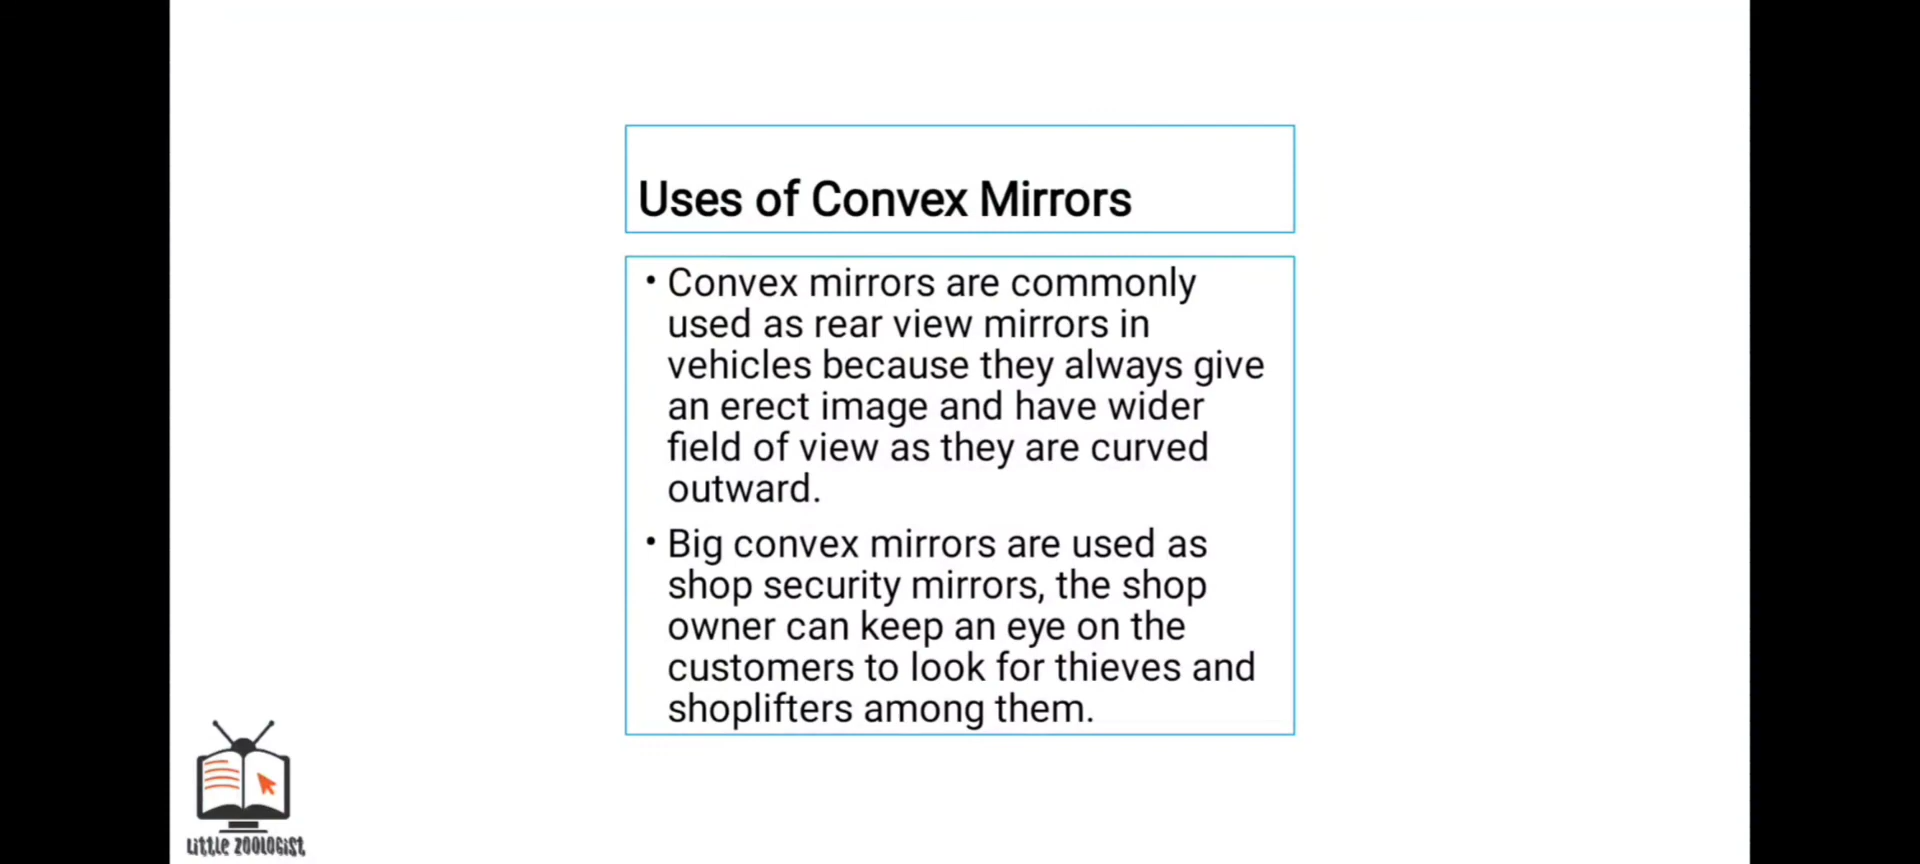 Uses of Convex Mirrors
• Convex mirrors are commonly
used as rear view mirrors in
vehicles because they always give
an erect image and have wider
field of view as they are curved
outward.
• Big convex mirrors are used as
shop security mirrors, the shop
owner can keep an eye on the
customers to look for thieves and
shoplifters among them.
LITTLE ZOOLOGIST